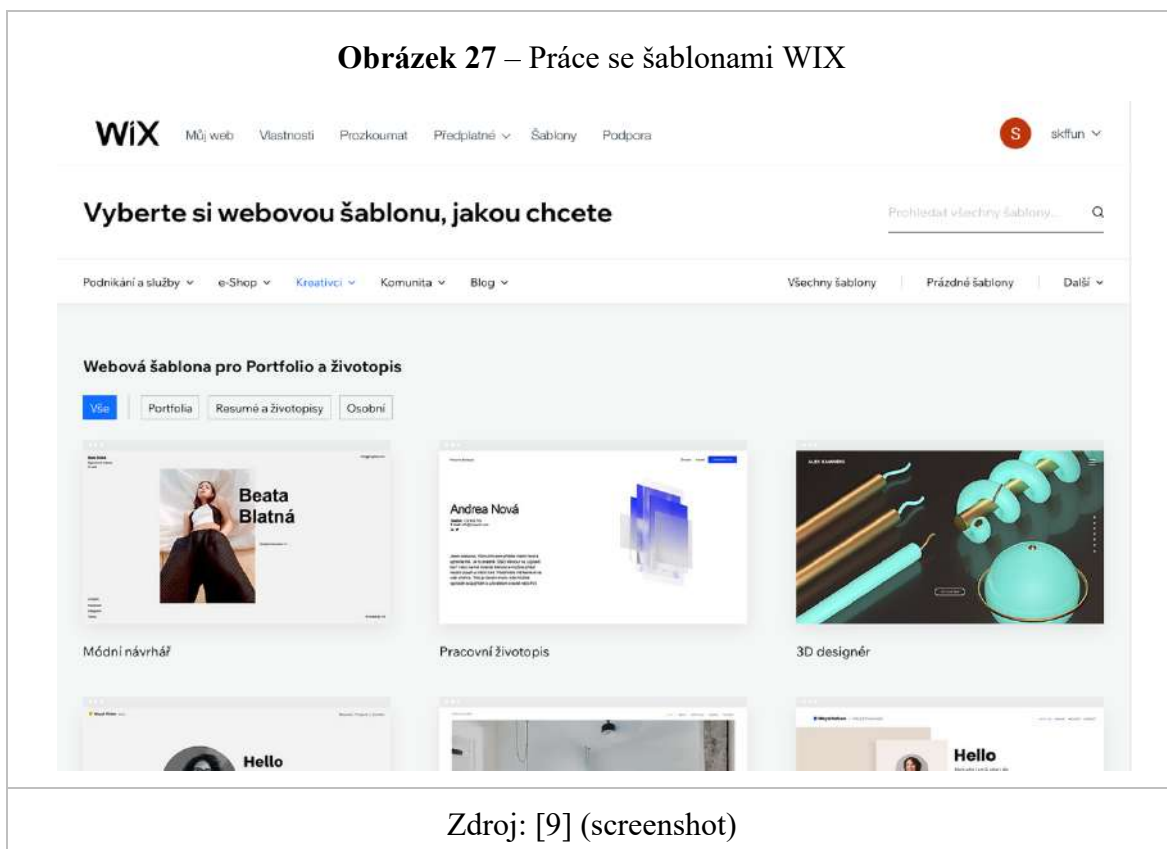 Obrázek 27 – Práce se šablonami WIX
WiX Můj web Vlastnosti Prozkoumat Předplatné Šablony Podpora S skffun
Vyberte si webovou šablonu, jakou chcete
Prohledat všechny šablony...
Podnikání a služby e-Shop Kreativci Komunita Blog Všechny šablony Prázdné šablony Další
Webová šablona pro Portfolio a životopis
Vše Portfolia Resumé a životopisy Osobní
Beata
Blatná
Andrea Nová
Módní návrhář Pracovní životopis 3D designér
Hello
Hello
Zdroj: [9] (screenshot)